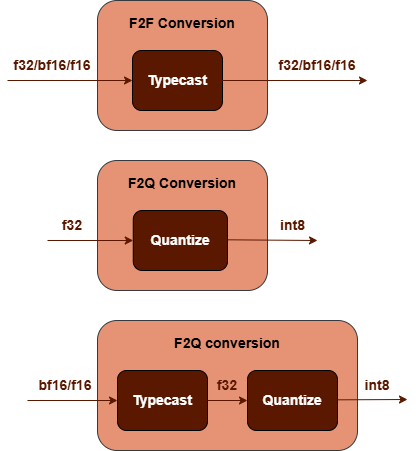 F2F Conversion
f32/bf16/f16
Typecast
f32/bf16/f16
F2Q Conversion
f32
Quantize
int8
F2Q conversion
bf16/f16
Typecast
f32
Quantize
int8